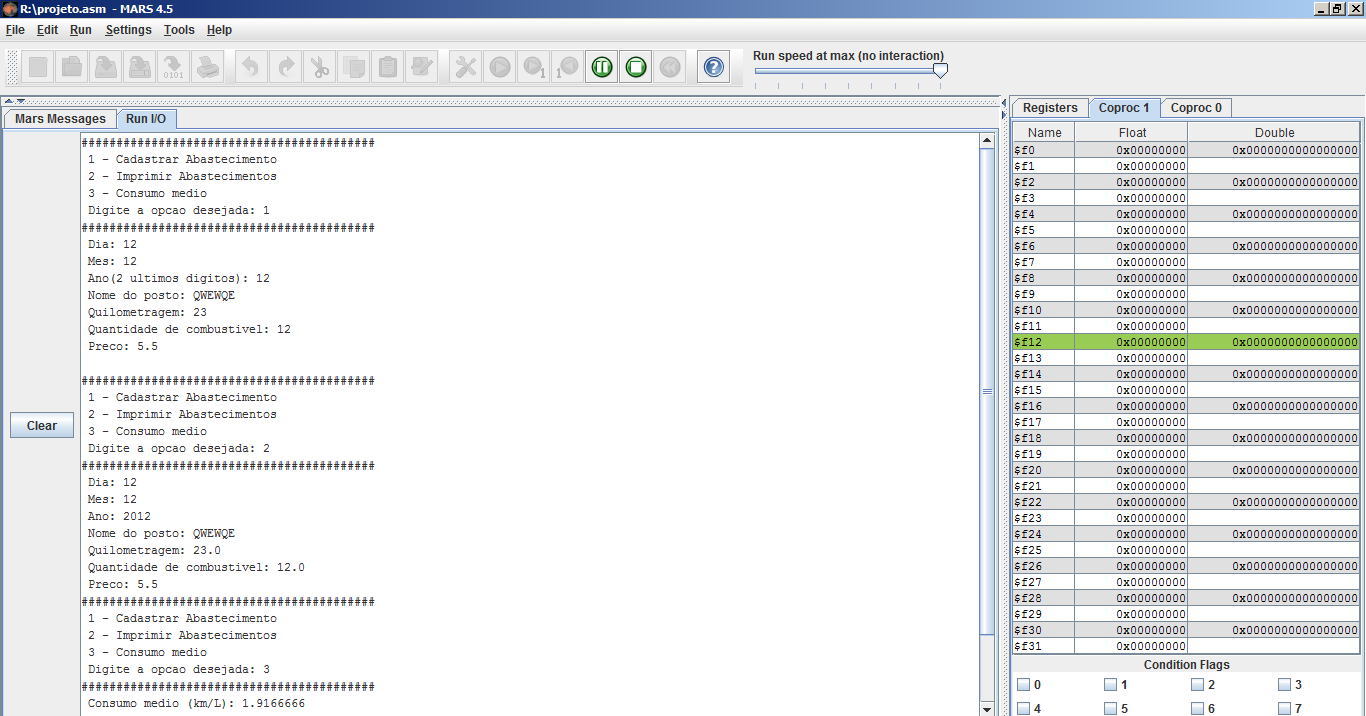 R:\projeto.asm - MARS 4.5
File Edit Run Settings Tools Help
Run speed at max (no interaction)
Mars Messages Run I/O
##########################################
1 - Cadastrar Abastecimento
2 - Imprimir Abastecimentos
3 - Consumo medio
Digite a opcao desejada: 1
##########################################
Dia: 12
Mes: 12
Ano(2 ultimos digitos): 12
Nome do posto: QWEWQE
Quilometragem: 23
Quantidade de combustivel: 12
Preco: 5.5
##########################################
1 - Cadastrar Abastecimento
2 - Imprimir Abastecimentos
3 - Consumo medio
Digite a opcao desejada: 2
##########################################
Dia: 12
Mes: 12
Ano: 2012
Nome do posto: QWEWQE
Quilometragem: 23.0
Quantidade de combustivel: 12.0
Preco: 5.5
##########################################
1 - Cadastrar Abastecimento
2 - Imprimir Abastecimentos
3 - Consumo medio
Digite a opcao desejada: 3
##########################################
Consumo medio (km/L): 1.9166666
Clear
Registers Coproc 1 Coproc 0
Name Float Double
$f0 0x00000000 0x0000000000000000
$f1 0x00000000
$f2 0x00000000 0x0000000000000000
$f3 0x00000000
$f4 0x00000000 0x0000000000000000
$f5 0x00000000
$f6 0x00000000 0x0000000000000000
$f7 0x00000000
$f8 0x00000000 0x0000000000000000
$f9 0x00000000
$f10 0x00000000 0x0000000000000000
$f11 0x00000000
$f12 0x00000000 0x0000000000000000
$f13 0x00000000
$f14 0x00000000 0x0000000000000000
$f15 0x00000000
$f16 0x00000000 0x0000000000000000
$f17 0x00000000
$f18 0x00000000 0x0000000000000000
$f19 0x00000000
$f20 0x00000000 0x0000000000000000
$f21 0x00000000
$f22 0x00000000 0x0000000000000000
$f23 0x00000000
$f24 0x00000000 0x0000000000000000
$f25 0x00000000
$f26 0x00000000 0x0000000000000000
$f27 0x00000000
$f28 0x00000000 0x0000000000000000
$f29 0x00000000
$f30 0x00000000 0x0000000000000000
$f31 0x00000000
Condition Flags
0 1 2 3
4 5 6 7